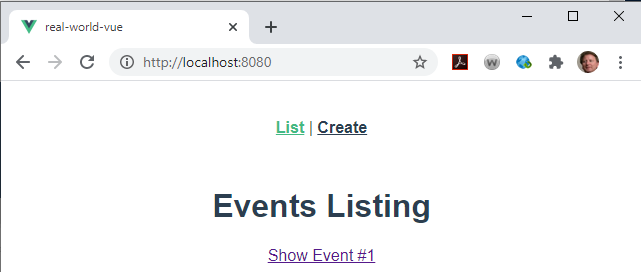 real-world-vue
http://localhost:8080
List | Create
Events Listing
Show Event #1